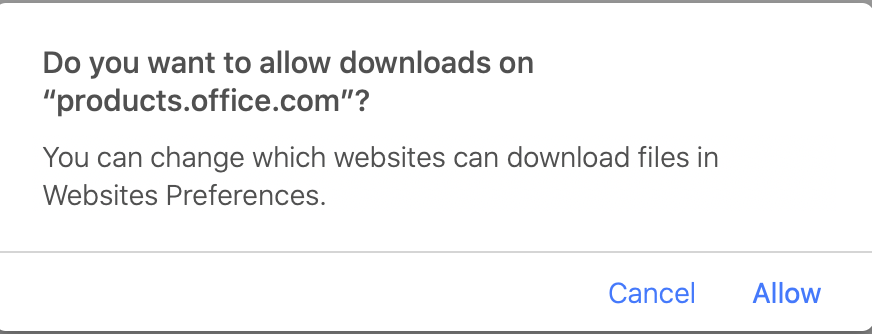 Do you want to allow downloads on
“products.office.com”?
You can change which websites can download files in
Websites Preferences.
Cancel
Allow